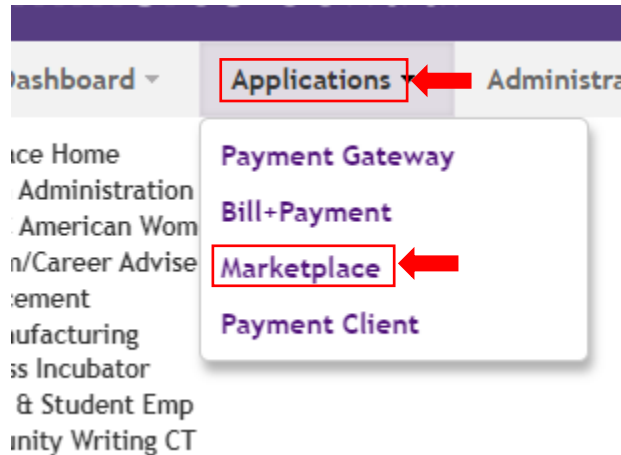 Dashboard Applications Administra
Payment Gateway
Bill+Payment
Marketplace
Payment Client
ace Home
Administration
American Wom
m/Career Advise
cement
nufacturing
ss Incubator
& Student Emp
unity Writing CT